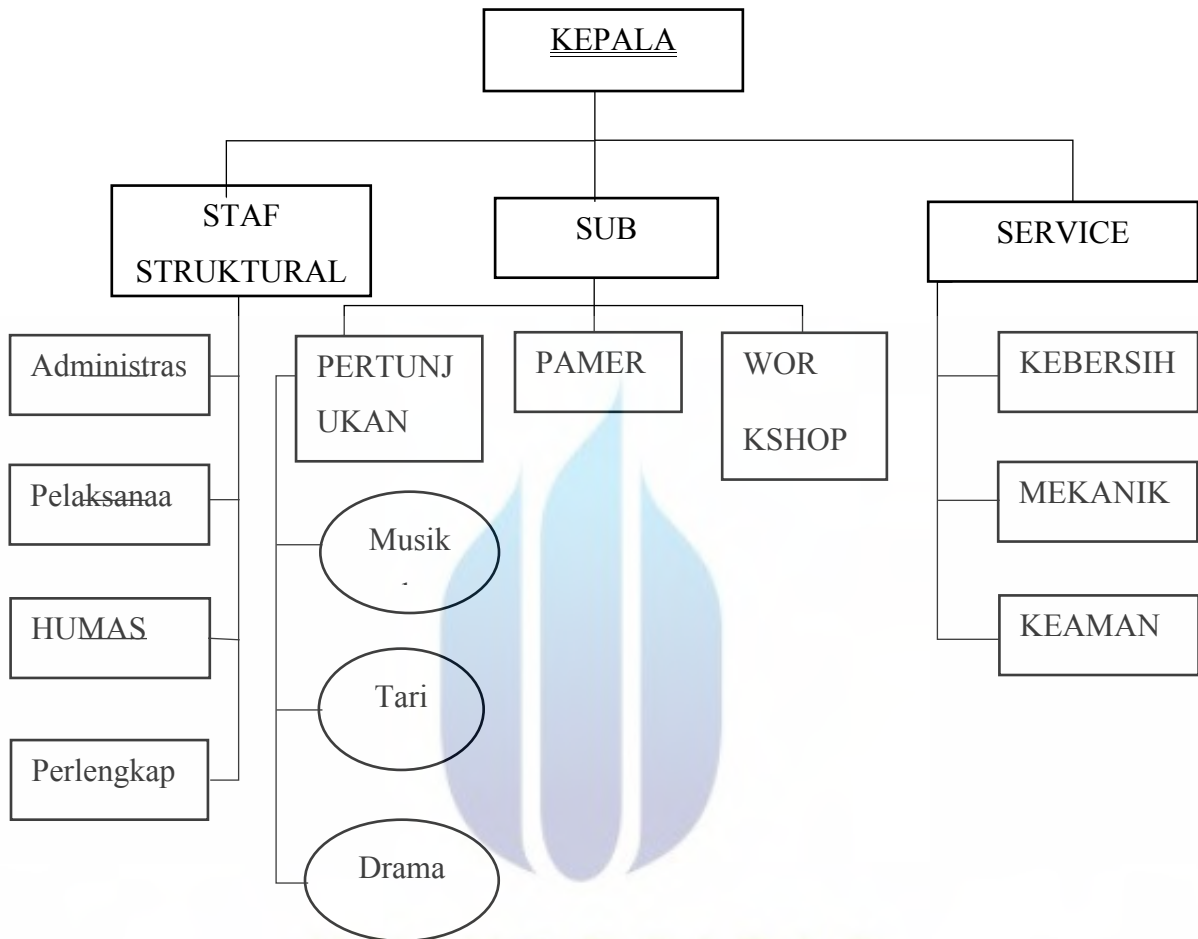 KEPALA
STAF
STRUKTURAL
SUB
SERVICE
Administras
Pelaksanaa
HUMAS
Perlengkap
PERTUNJ
UKAN
Musik
Tari
Drama
PAMER
WOR
KSHOP
KEBERSIH
MEKANIK
KEAMAN